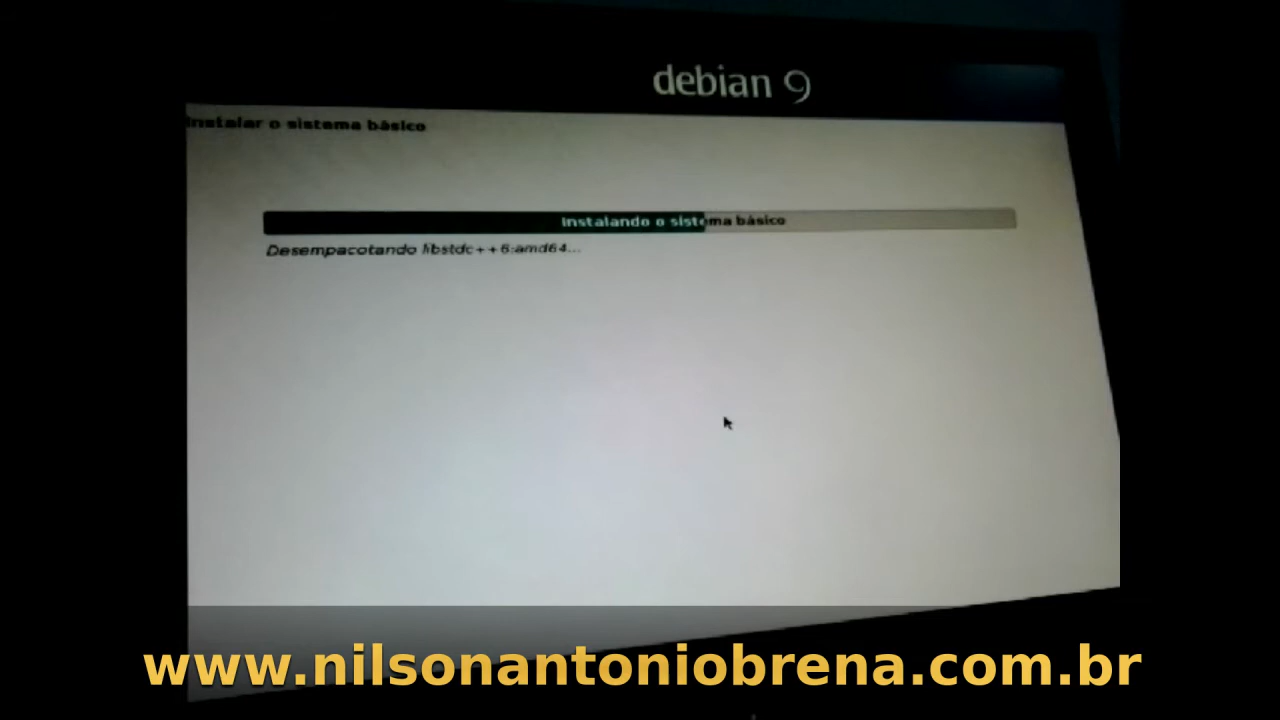 debian 9
Instalar o sistema básico
Instalando o sistema básico
Desempacotando libstdc++6:amd64...
www.nilsonantoniobrena.com.br